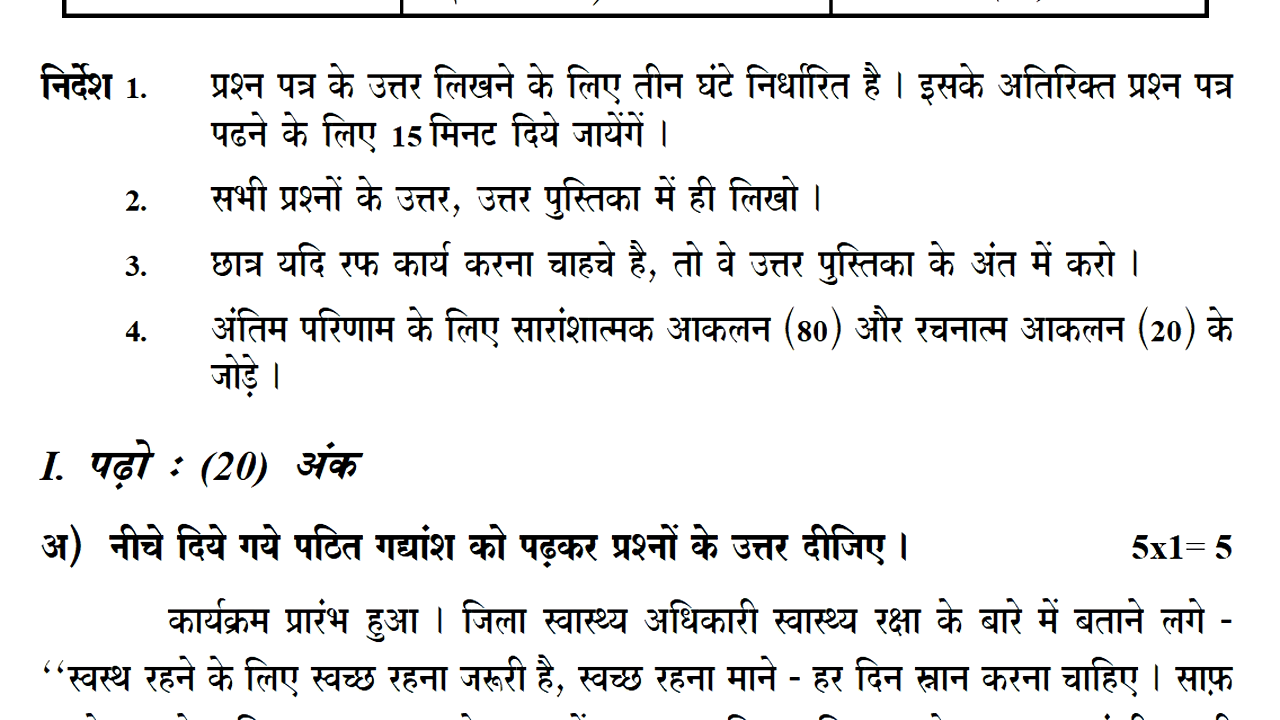 निर्देश 1. प्रश्न पत्र के उत्तर लिखने के लिए तीन घंटे निर्धारित है । इसके अतिरिक्त प्रश्न पत्र
पढने के लिए 15 मिनट दिये जायेंगें ।
2. सभी प्रश्नों के उत्तर, उत्तर पुस्तिका में ही लिखो ।
3. छात्र यदि रफ कार्य करना चाहचे है, तो वे उत्तर पुस्तिका के अंत में करो ।
4. अंतिम परिणाम के लिए सारांशात्मक आकलन (80) और रचनात्म आकलन (20) के
जोड़े ।
I. पढ़ो : (20) अंक
अ) नीचे दिये गये पठित गद्यांश को पढ़कर प्रश्नों के उत्तर दीजिए । 5x1= 5
कार्यक्रम प्रारंभ हुआ । जिला स्वास्थ्य अधिकारी स्वास्थ्य रक्षा के बारे में बताने लगे -
‘‘स्वस्थ रहने के लिए स्वच्छ रहना जरूरी है, स्वच्छ रहना माने - हर दिन स्नान करना चाहिए । साफ़